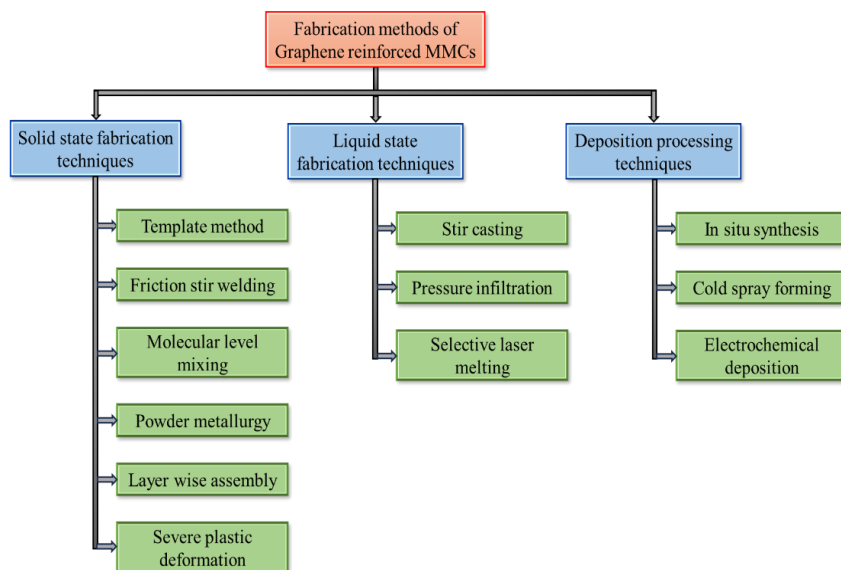 Fabrication methods of
Graphene reinforced MMCs
Solid state fabrication
techniques
Liquid state
fabrication techniques
Deposition processing
techniques
Template method
Friction stir welding
Molecular level
mixing
Powder metallurgy
Layer wise assembly
Severe plastic
deformation
Stir casting
Pressure infiltration
Selective laser
melting
In situ synthesis
Cold spray forming
Electrochemical
deposition